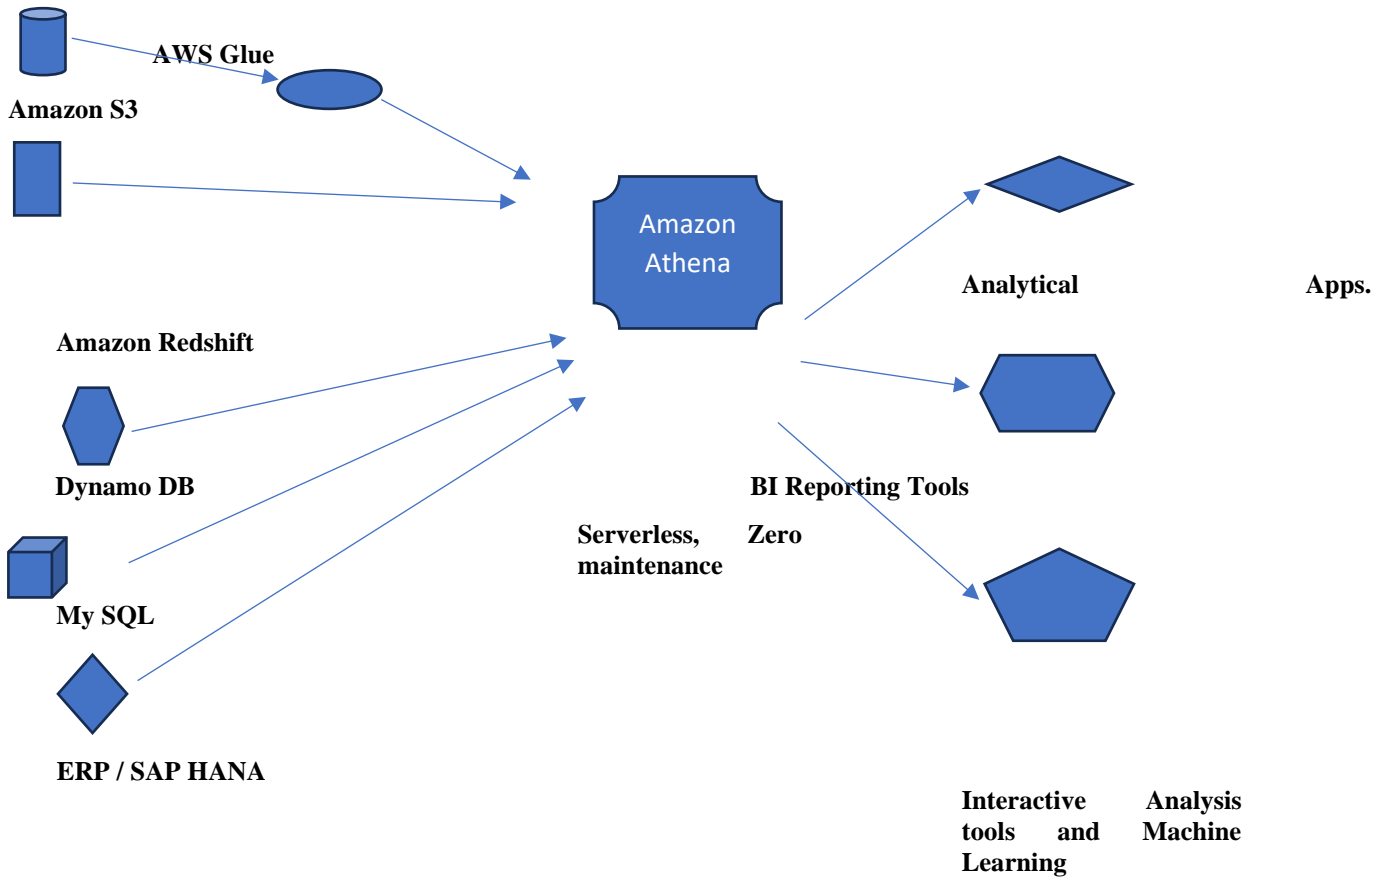 AWS Glue
Amazon S3
Amazon
Athena
Analytical Apps.
Amazon Redshift
Dynamo DB
BI Reporting Tools
Serverless, Zero
maintenance
My SQL
ERP / SAP HANA
Interactive Analysis
tools and Machine
Learning